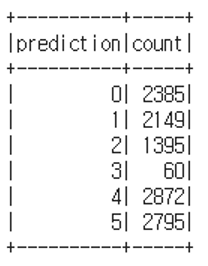 +----------+-----+
|prediction|count|
+----------+-----+
|         0| 2385|
|         1| 2149|
|         2| 1395|
|         3|   60|
|         4| 2872|
|         5| 2795|
+----------+-----+